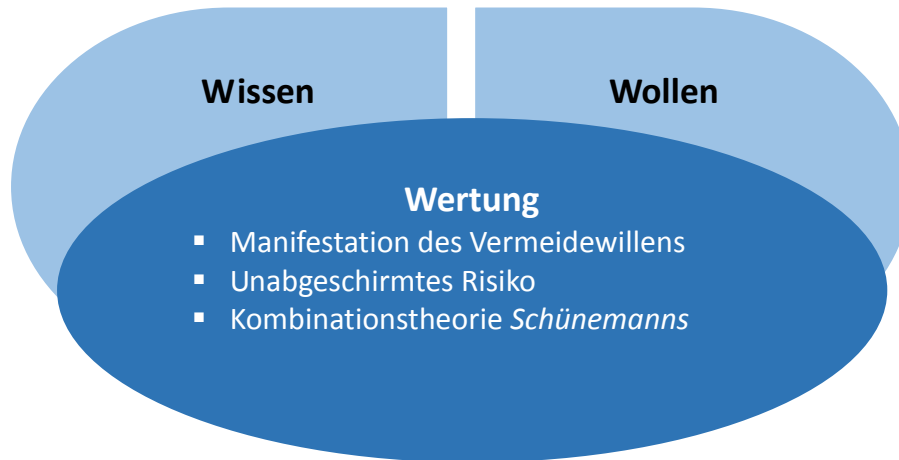 Wissen
Wollen
Wertung
▪ Manifestation des Vermeidewillens
▪ Unabgeschirmtes Risiko
▪ Kombinationstheorie Schünemanns